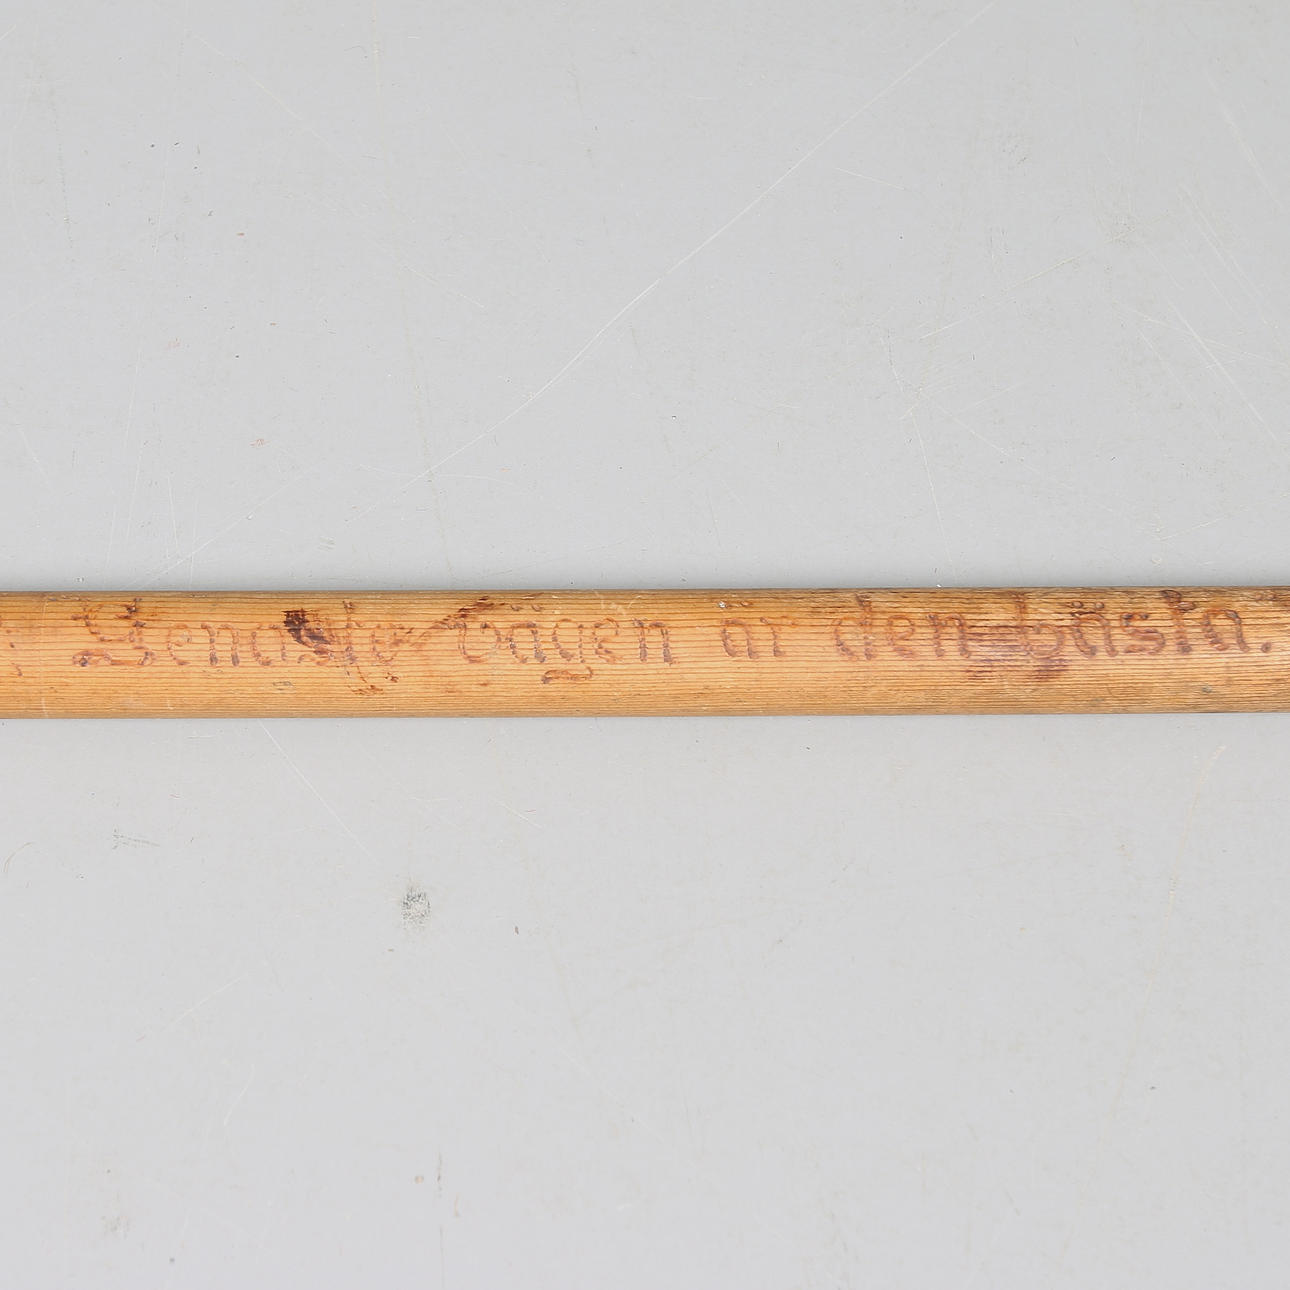 Genaste vägen är den bästa.